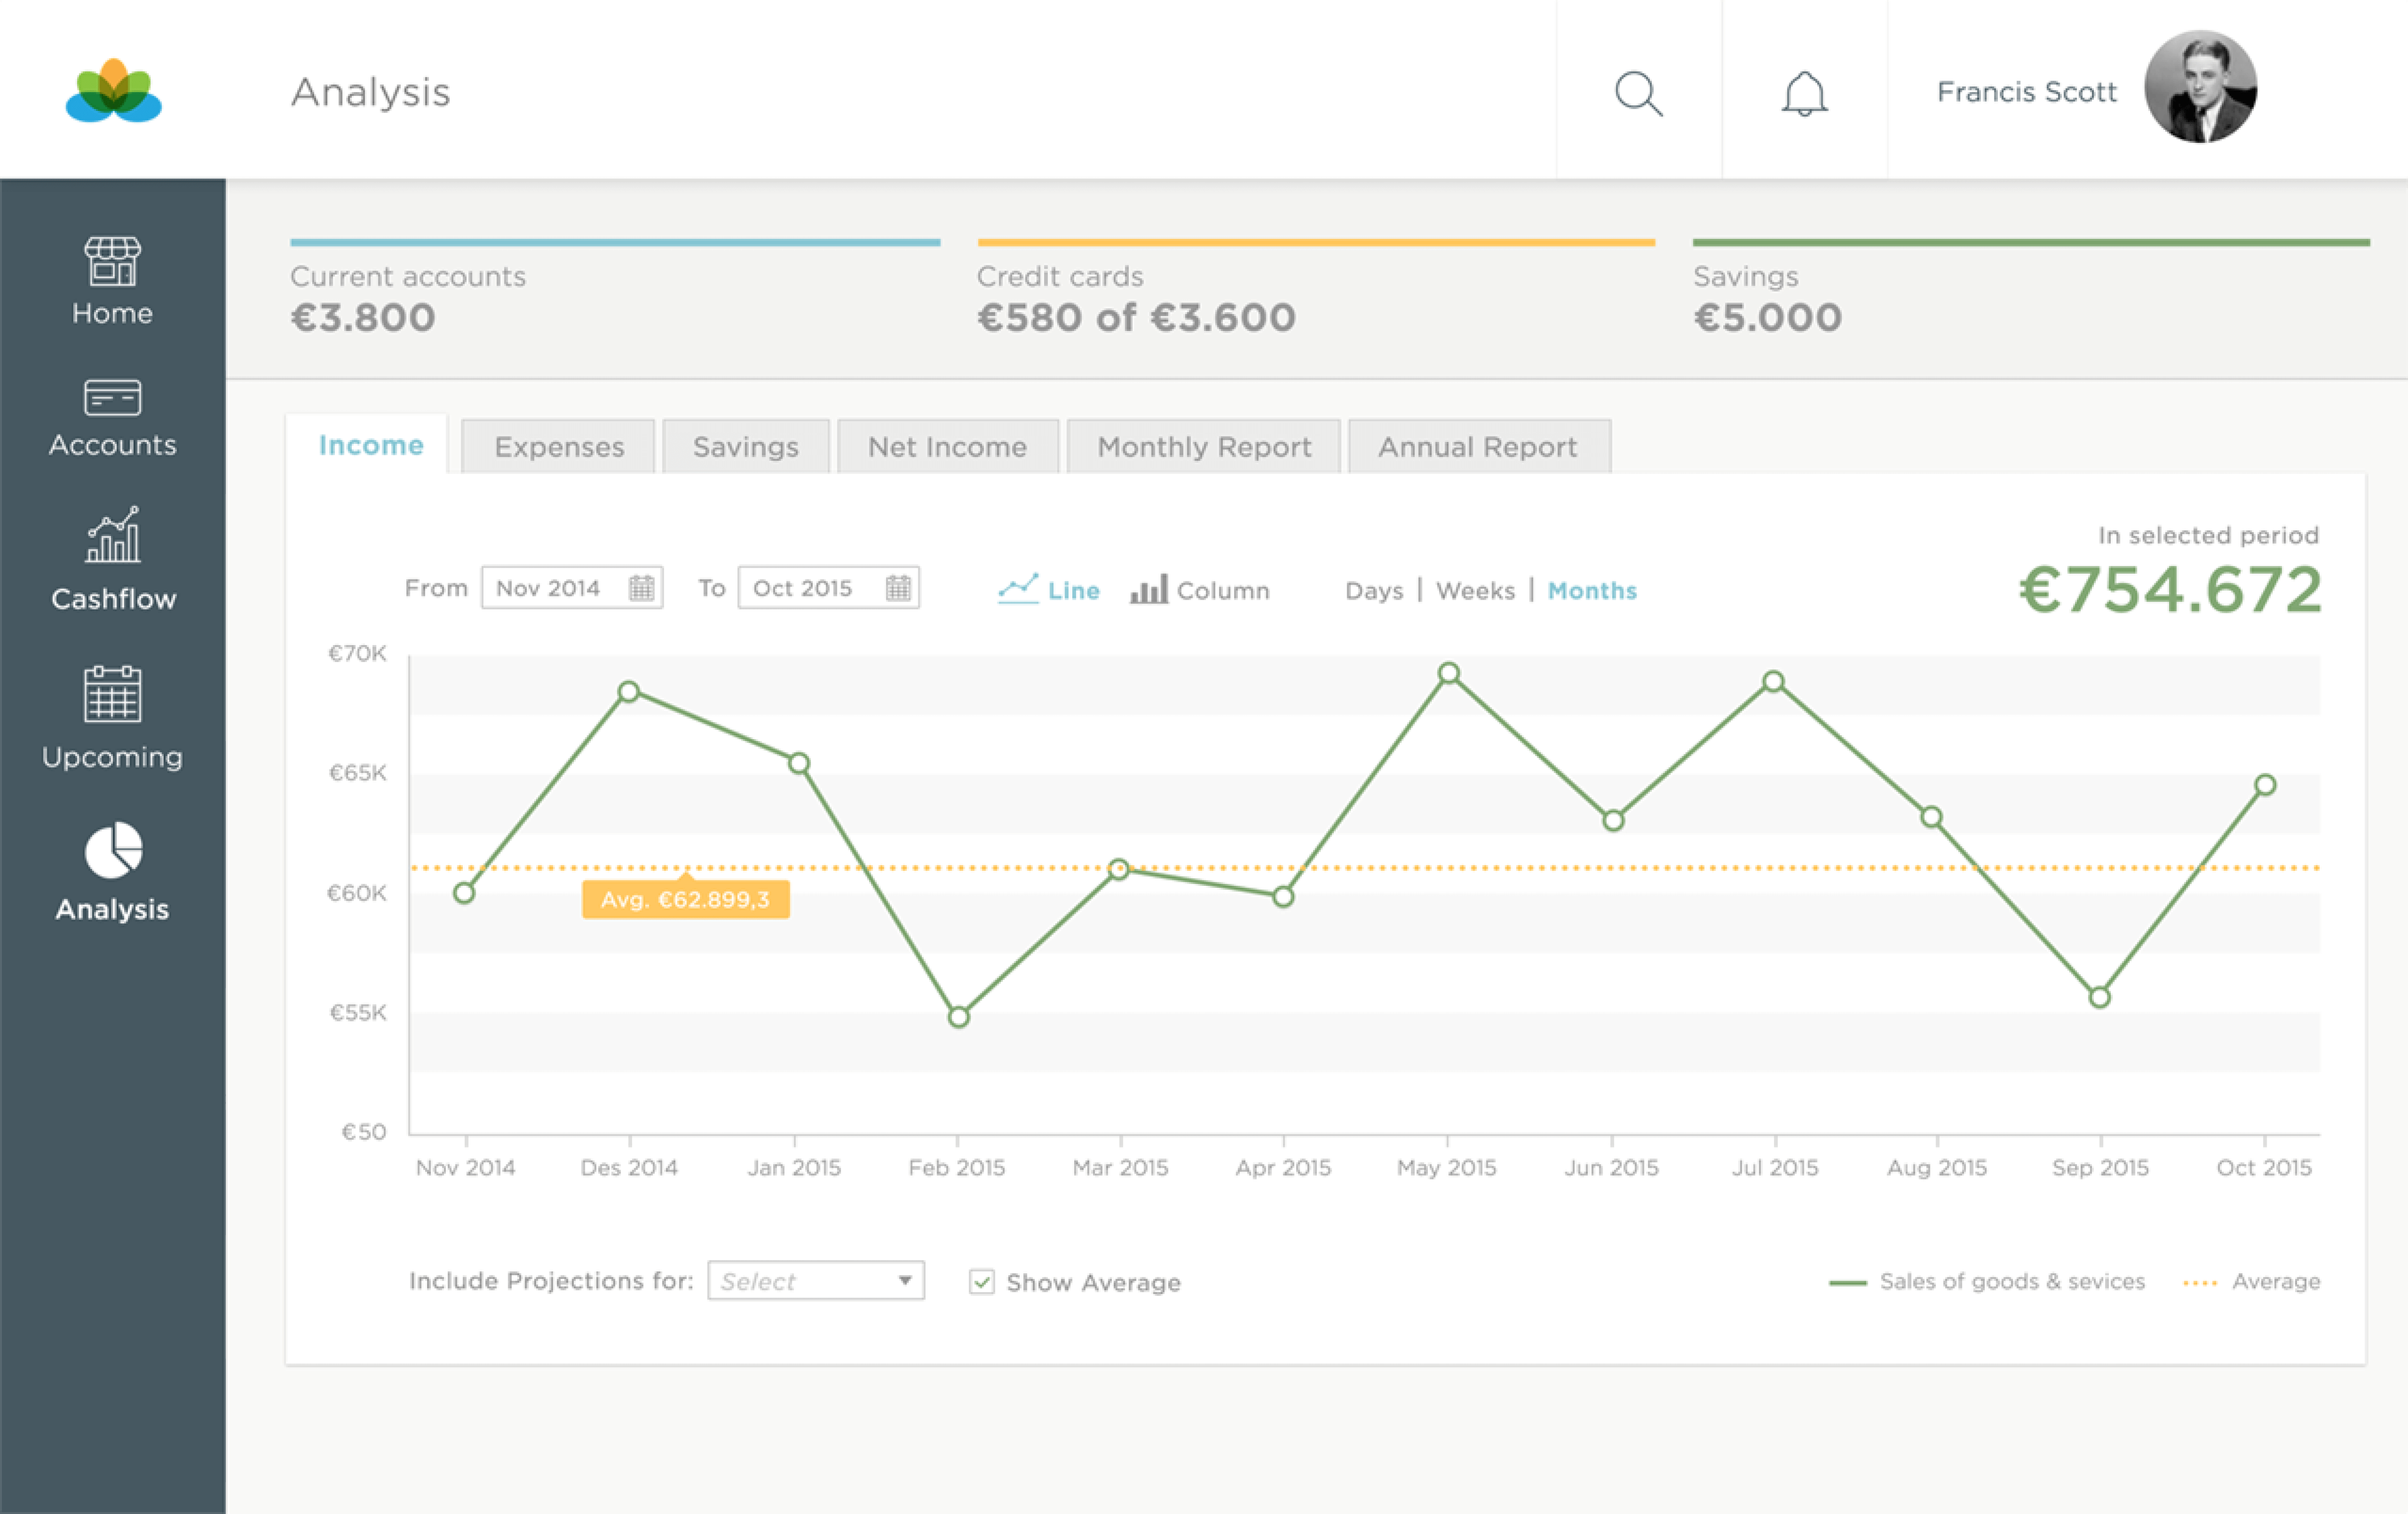 Analysis
Francis Scott
Home
Accounts
Cashflow
Upcoming
Analysis
Current accounts
€3.800
Credit cards
€580 of €3.600
Savings
€5.000
Income
Expenses
Savings
Net Income
Monthly Report
Annual Report
In selected period
€754.672
From Nov 2014 To Oct 2015 Line Column Days | Weeks | Months
€70K
€65K
€60K
€55K
€50
Avg. €62.899,3
Nov 2014 Des 2014 Jan 2015 Feb 2015 Mar 2015 Apr 2015 May 2015 Jun 2015 Jul 2015 Aug 2015 Sep 2015 Oct 2015
Include Projections for: Select Show Average
Sales of goods & sevices Average